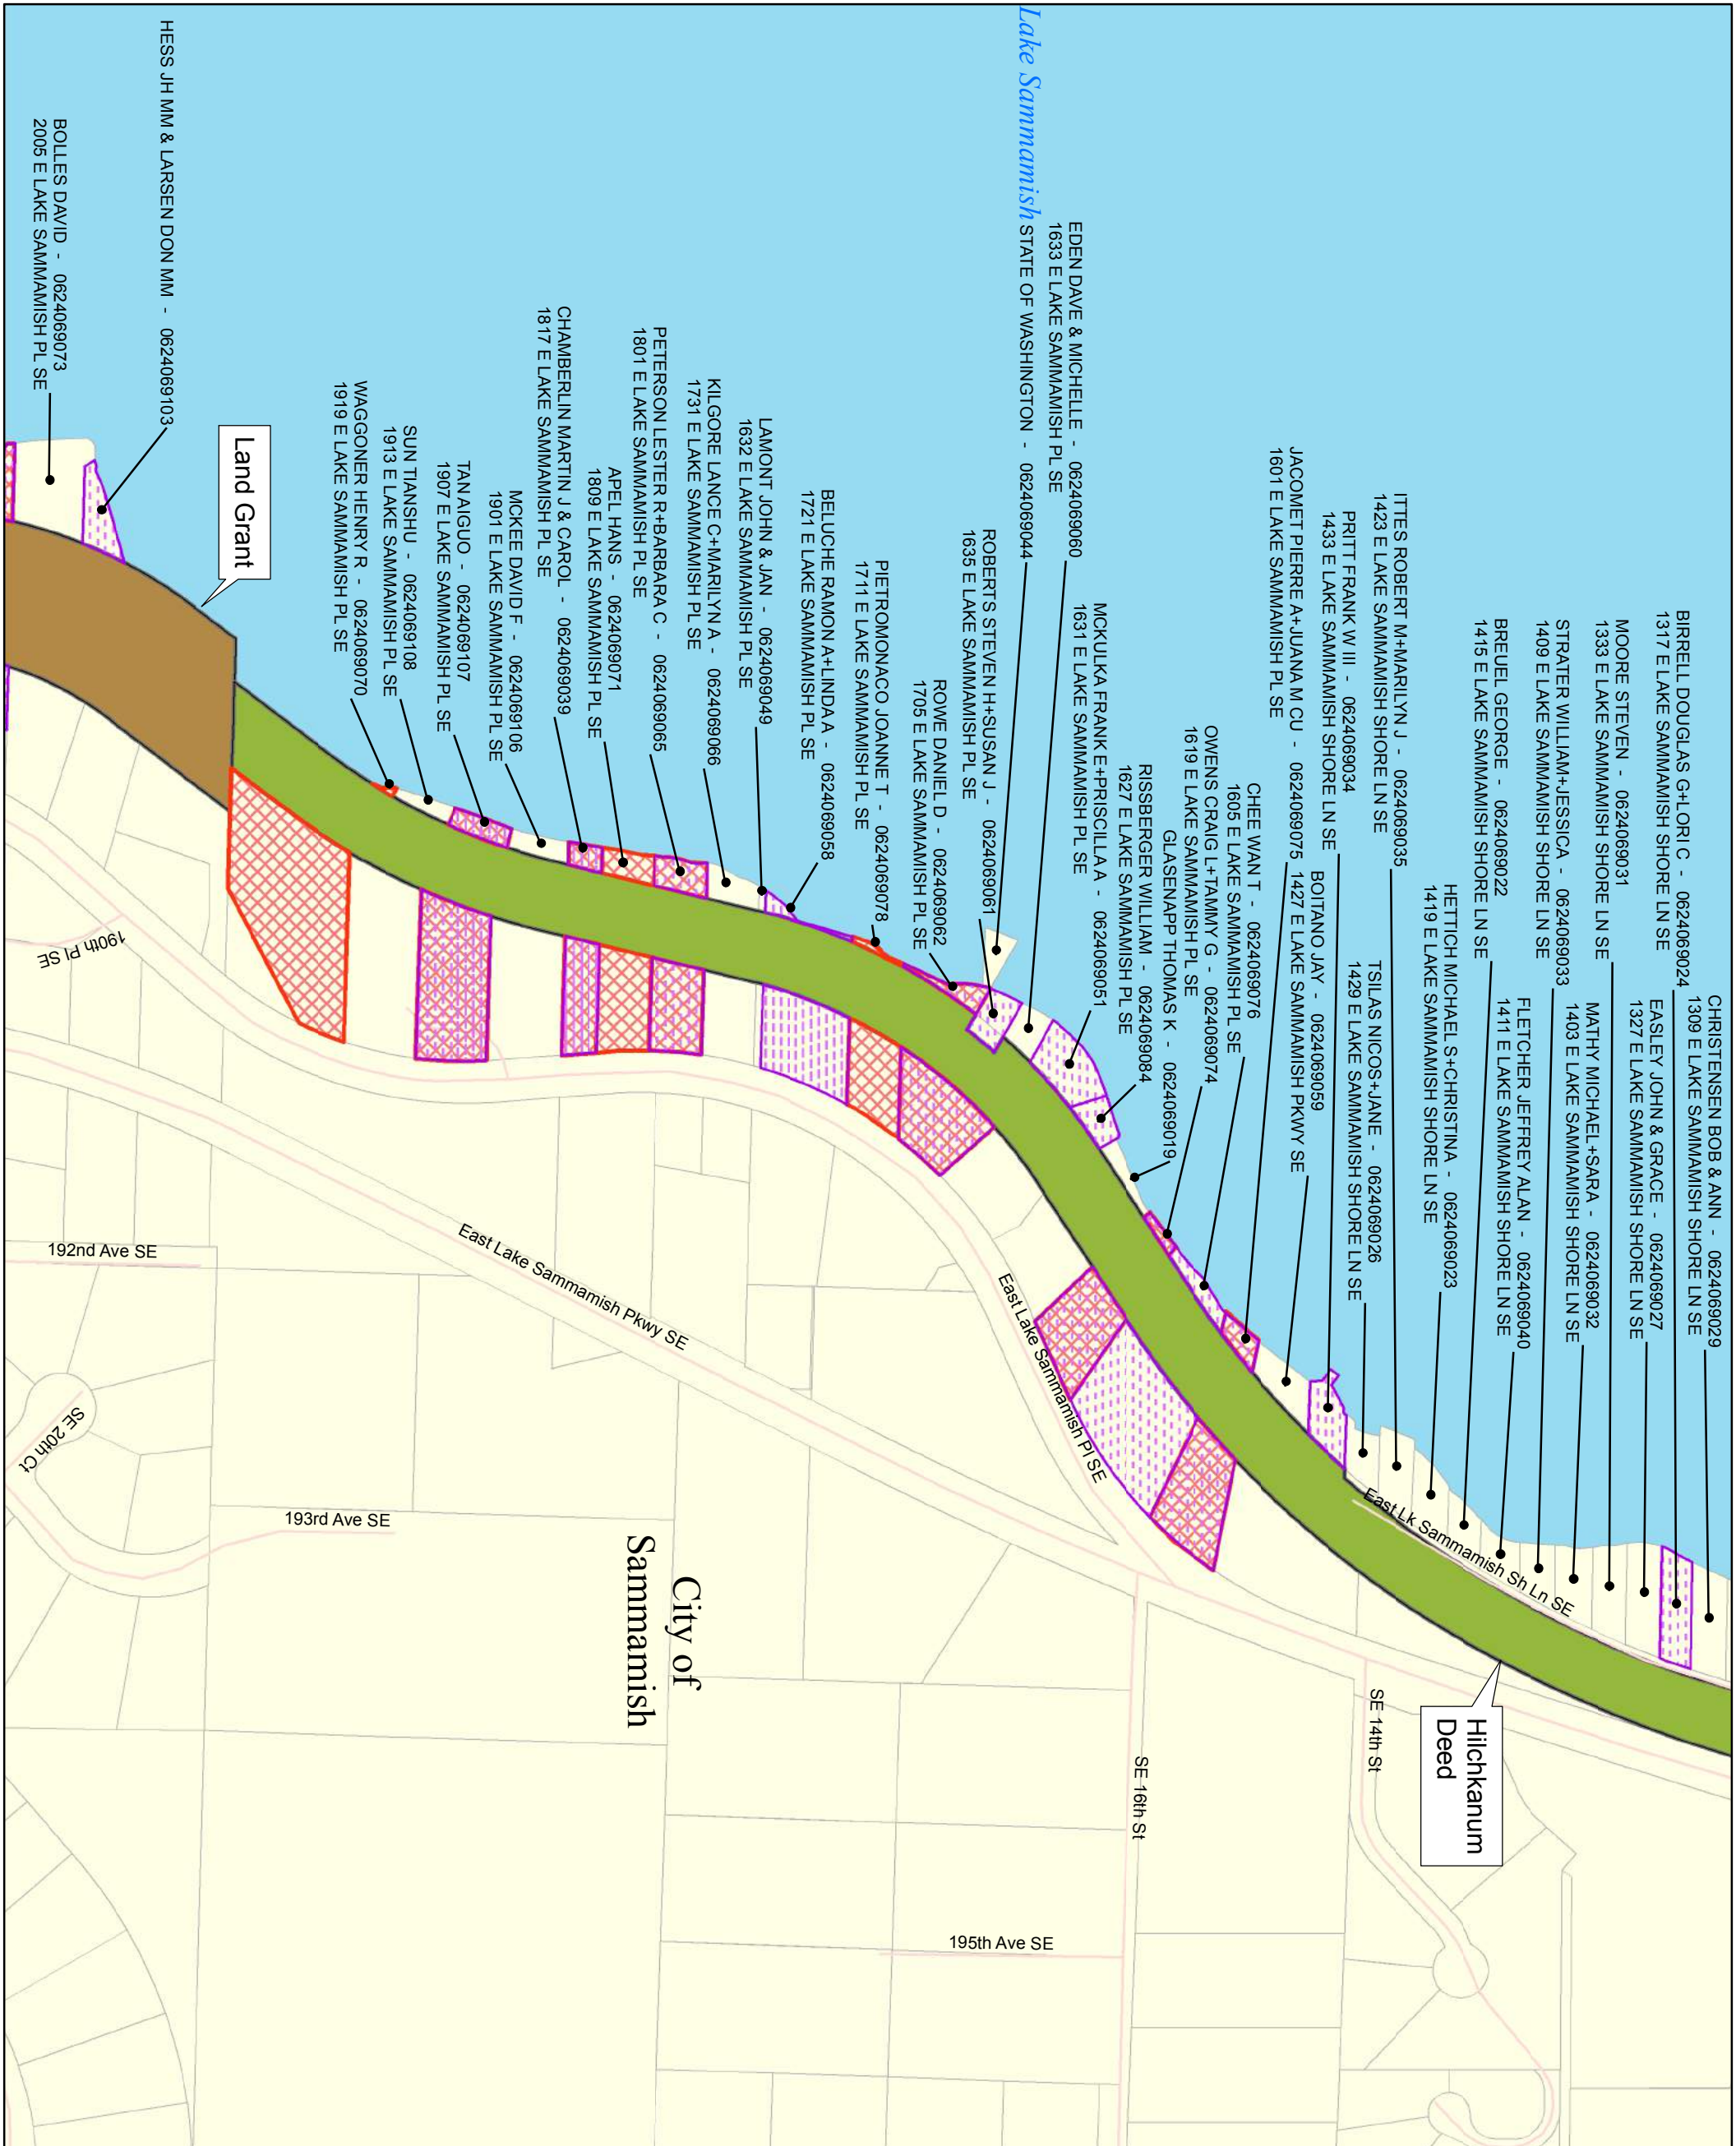 CHRISTENSEN BOB & ANN - 0624069029
1309 E LAKE SAMMAMISH SHORE LN SE
BIRRELL DOUGLAS G+LORI C - 0624069024
1317 E LAKE SAMMAMISH SHORE LN SE
EASLEY JOHN & GRACE - 0624069027
1327 E LAKE SAMMAMISH SHORE LN SE
MOORE STEVEN - 0624069031
1333 E LAKE SAMMAMISH SHORE LN SE
MATHY MICHAEL+SARA - 0624069032
1403 E LAKE SAMMAMISH SHORE LN SE
STRATER WILLIAM+JESSICA - 0624069033
1409 E LAKE SAMMAMISH SHORE LN SE
FLETCHER JEFFREY ALAN - 0624069040
1411 E LAKE SAMMAMISH SHORE LN SE
BREUEL GEORGE - 0624069022
1415 E LAKE SAMMAMISH SHORE LN SE
HETTICH MICHAEL S+CHRISTINA - 0624069023
1419 E LAKE SAMMAMISH SHORE LN SE
ITTES ROBERT M+MARILYN J - 0624069035
1423 E LAKE SAMMAMISH SHORE LN SE
TSILAS NICOS+JANE - 0624069026
1429 E LAKE SAMMAMISH SHORE LN SE
PRITT FRANK W III - 0624069034
1433 E LAKE SAMMAMISH SHORE LN SE
BOITANO JAY - 0624069059
1427 E LAKE SAMMAMISH PKWY SE
JACOMET PIERRE A+JUANA M CU - 0624069075
1601 E LAKE SAMMAMISH PL SE
CHEE WAN T - 0624069076
1605 E LAKE SAMMAMISH PL SE
OWENS CRAIG L+TAMMY G - 0624069074
1619 E LAKE SAMMAMISH PL SE
GLASENAPP THOMAS K - 0624069019
RISSBERGER WILLIAM - 0624069084
1627 E LAKE SAMMAMISH PL SE
MCKULKA FRANK E+PRISCILLA A - 0624069051
1631 E LAKE SAMMAMISH PL SE
EDEN DAVE & MICHELLE - 0624069060
1633 E LAKE SAMMAMISH PL SE
Lake Sammamish
STATE OF WASHINGTON - 0624069044
ROBERTS STEVEN H+SUSAN J - 0624069061
1635 E LAKE SAMMAMISH PL SE
ROWE DANIEL D - 0624069062
1705 E LAKE SAMMAMISH PL SE
PIETROMONACO JOANNE T - 0624069078
1711 E LAKE SAMMAMISH PL SE
BELUCHE RAMON A+LINDA A - 0624069058
1721 E LAKE SAMMAMISH PL SE
LAMONT JOHN & JAN - 0624069049
1632 E LAKE SAMMAMISH PL SE
KILGORE LANCE C+MARILYN A - 0624069066
1731 E LAKE SAMMAMISH PL SE
PETERSON LESTER R+BARBARA C - 0624069065
1801 E LAKE SAMMAMISH PL SE
APEL HANS - 0624069071
1809 E LAKE SAMMAMISH PL SE
CHAMBERLIN MARTIN J & CAROL - 0624069039
1817 E LAKE SAMMAMISH PL SE
MCKEE DAVID F - 0624069106
1901 E LAKE SAMMAMISH PL SE
TAN AIGUO - 0624069107
1907 E LAKE SAMMAMISH PL SE
SUN TIANSHU - 0624069108
1913 E LAKE SAMMAMISH PL SE
WAGGONER HENRY R - 0624069070
1919 E LAKE SAMMAMISH PL SE
Land Grant
HESS JH MM & LARSEN DON MM - 0624069103
BOLLES DAVID - 0624069073
2005 E LAKE SAMMAMISH PL SE
Hilchkanum
Deed
East Lk Sammamish Sh Ln SE
SE 14th St
SE 16th St
195th Ave SE
East Lake Sammamish Pl SE
East Lake Sammamish Pkwy SE
City of
Sammamish
190th Pl SE
192nd Ave SE
193rd Ave SE
SE 20th Ct